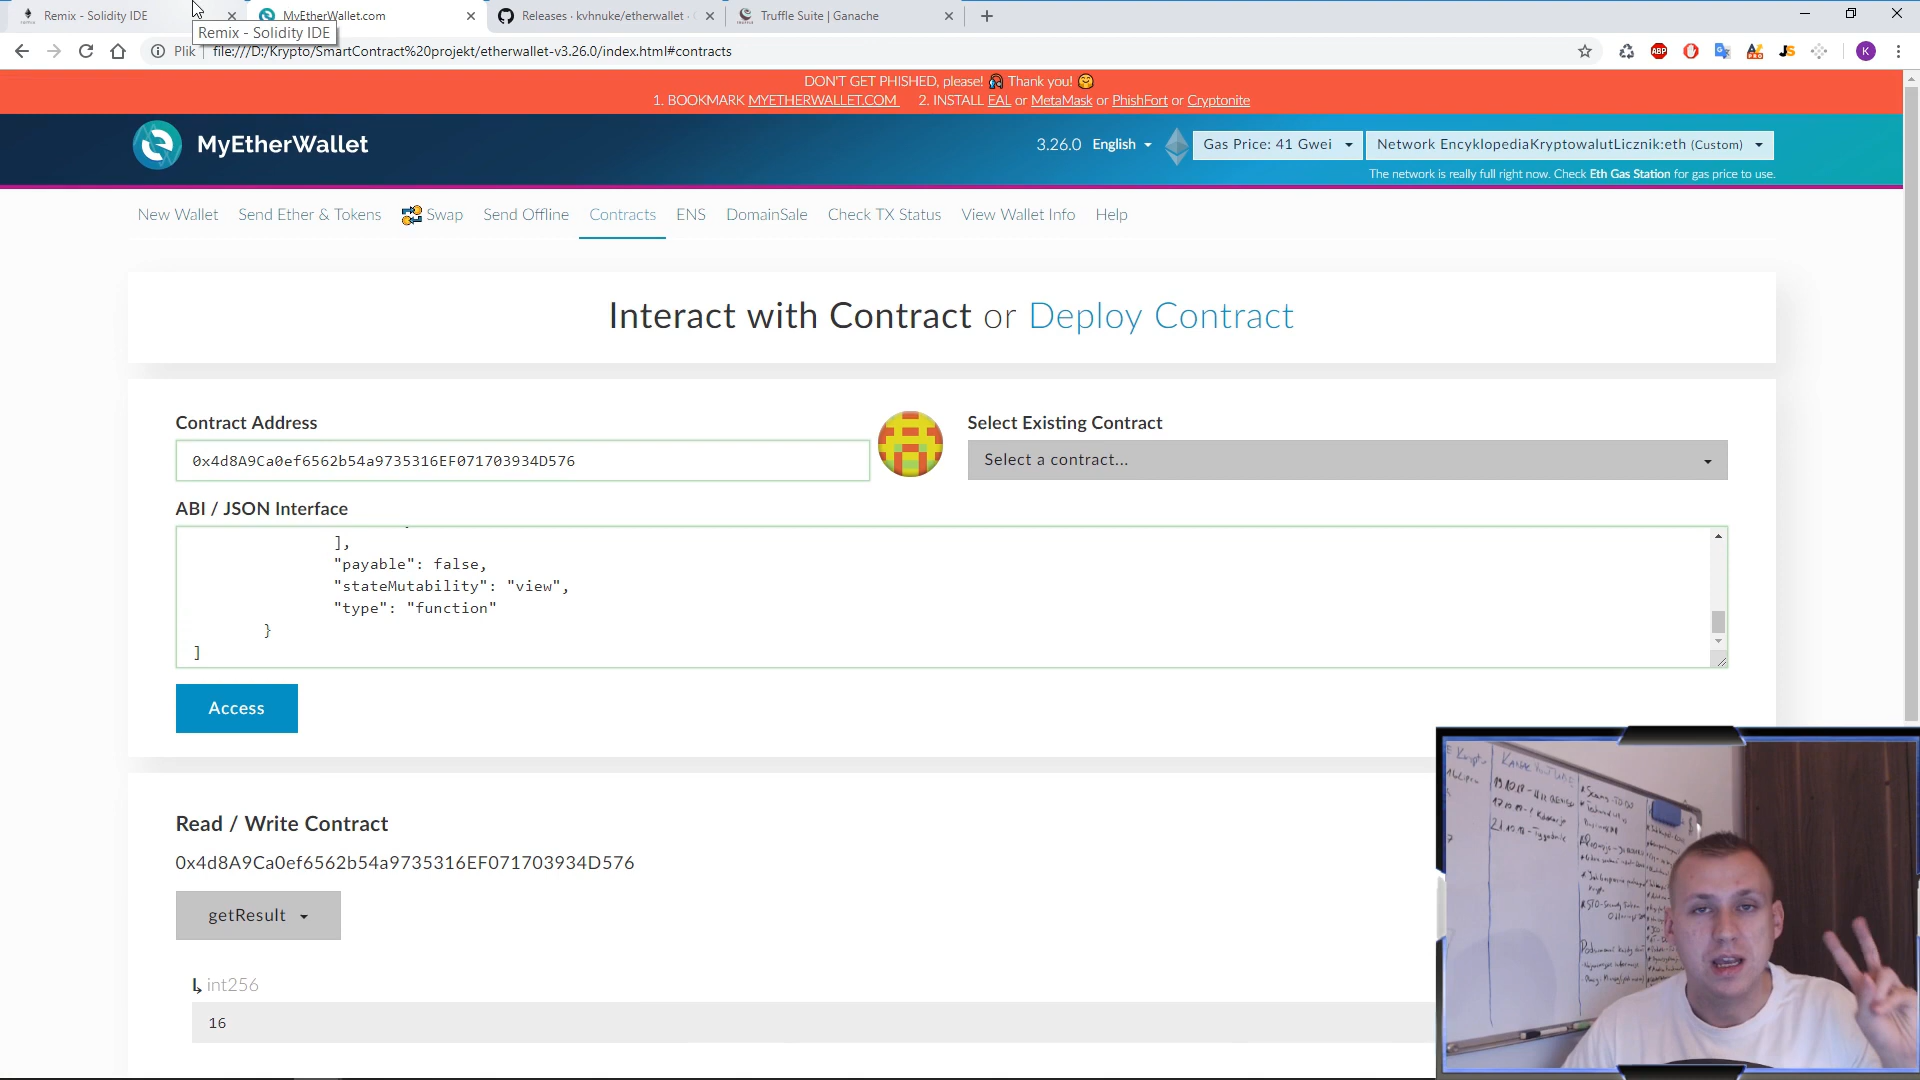 Remix - Solidity IDE
MyEtherWallet.com
Releases · kvhnuke/etherwallet ·
Truffle Suite | Ganache
Remix - Solidity IDE
Plik
file:///D:/Krypto/SmartContract%20projekt/etherwallet-v3.26.0/index.html#contracts
DON'T GET PHISHED, please! Thank you!
1. BOOKMARK MYETHERWALLET.COM 2. INSTALL EAL or MetaMask or PhishFort or Cryptonite
MyEtherWallet
3.26.0 English
Gas Price: 41 Gwei
Network EncyklopediaKryptowalutLicznik:eth (Custom)
The network is really full right now. Check Eth Gas Station for gas price to use.
New Wallet
Send Ether & Tokens
Swap
Send Offline
Contracts
ENS
DomainSale
Check TX Status
View Wallet Info
Help
Interact with Contract or Deploy Contract
Contract Address
0x4d8A9Ca0ef6562b54a9735316EF071703934D576
Select Existing Contract
Select a contract...
ABI / JSON Interface
],
"payable": false,
"stateMutability": "view",
"type": "function"
}
]
Access
Read / Write Contract
0x4d8A9Ca0ef6562b54a9735316EF071703934D576
getResult
int256
16